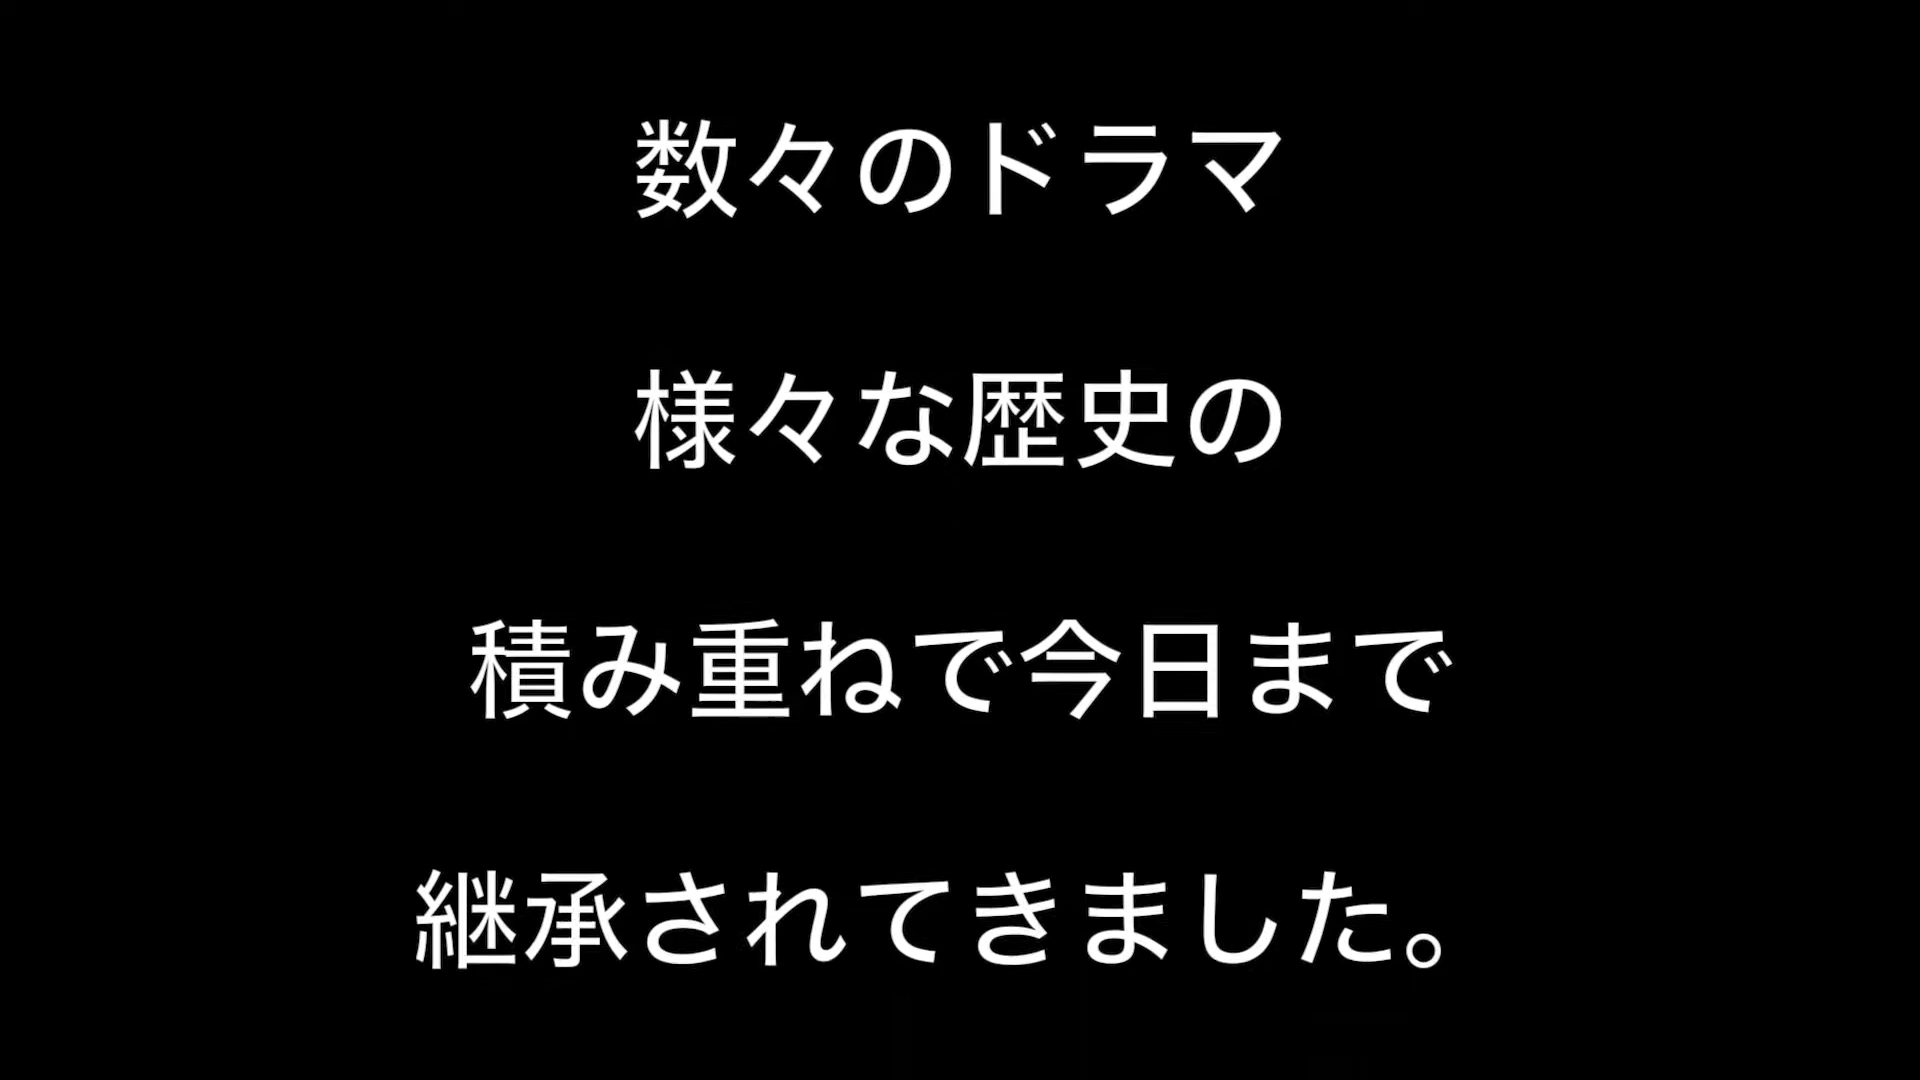 数々のドラマ
様々な歴史の
積み重ねで今日まで
継承されてきました。